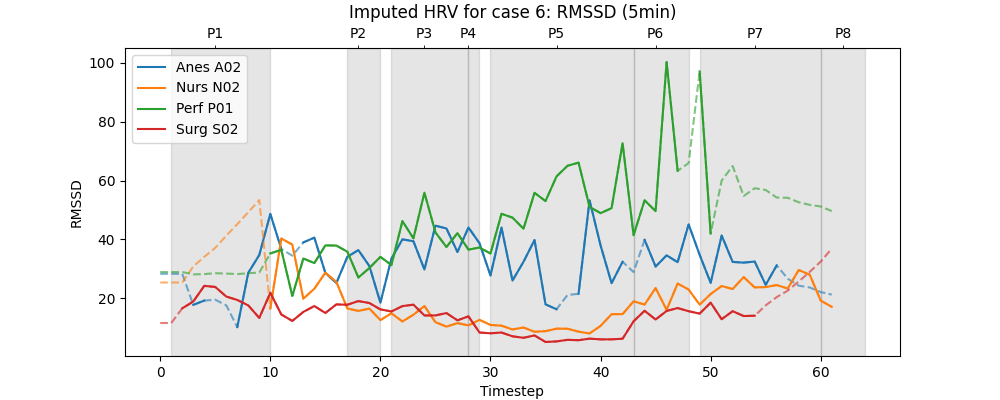 Imputed HRV for case 6: RMSSD (5min)
P1 P2 P3 P4 P5 P6 P7 P8
Anes A02
Nurs N02
Perf P01
Surg S02
100
80
60
40
20
RMSSD
0 10 20 30 40 50 60
Timestep